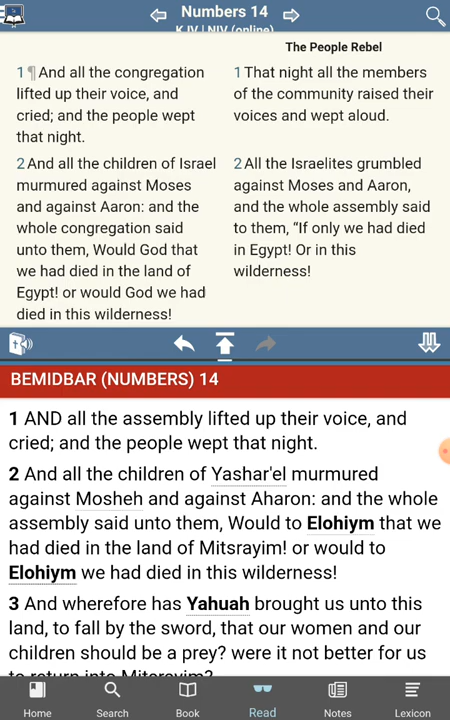 Numbers 14
KJV | NIV (online)
The People Rebel
1 ¶ And all the congregation
lifted up their voice, and
cried; and the people wept
that night.
2 And all the children of Israel
murmured against Moses
and against Aaron: and the
whole congregation said
unto them, Would God that
we had died in the land of
Egypt! or would God we had
died in this wilderness!
1 That night all the members
of the community raised their
voices and wept aloud.
2 All the Israelites grumbled
against Moses and Aaron,
and the whole assembly said
to them, “If only we had died
in Egypt! Or in this
wilderness!
BEMIDBAR (NUMBERS) 14
1 AND all the assembly lifted up their voice, and
cried; and the people wept that night.
2 And all the children of Yashar'el murmured
against Mosheh and against Aharon: and the whole
assembly said unto them, Would to Elohiym that we
had died in the land of Mitsrayim! or would to
Elohiym we had died in this wilderness!
3 And wherefore has Yahuah brought us unto this
land, to fall by the sword, that our women and our
children should be a prey? were it not better for us
to return into Mitsrayim?
Home Search Book Read Notes Lexicon